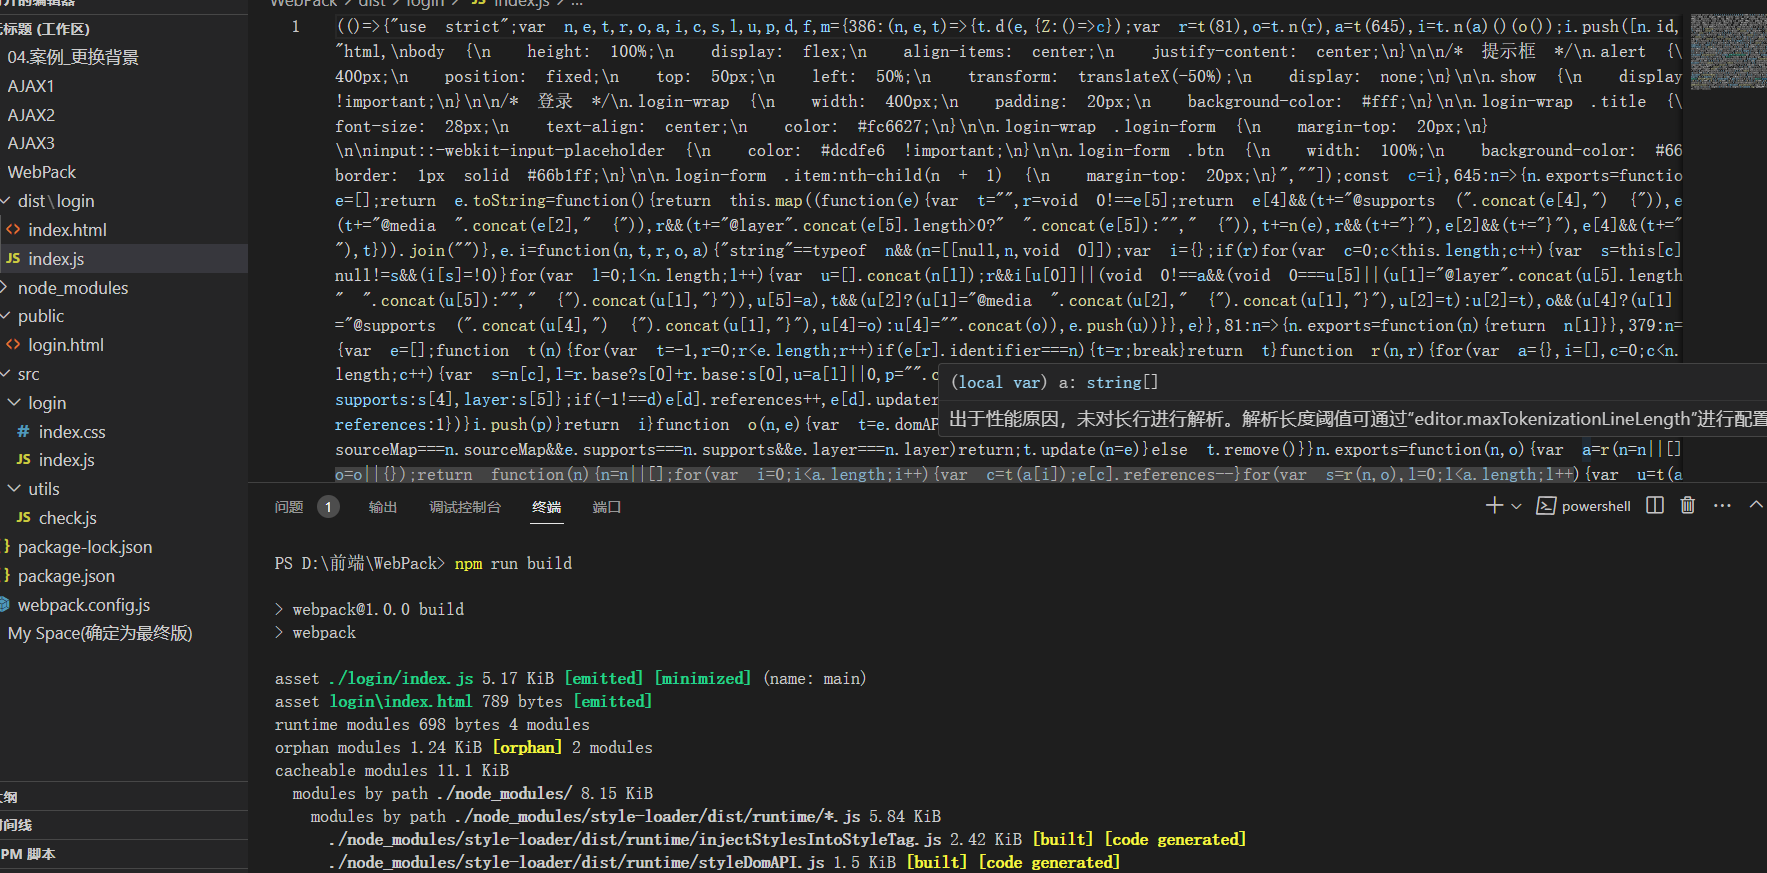 WebPack > dist > login > JS index.js > ...
标题 (工作区)
04.案例_更换背景
AJAX1
AJAX2
AJAX3
WebPack
dist\login
index.html
JS index.js
node_modules
public
login.html
src
login
# index.css
JS index.js
utils
JS check.js
package-lock.json
package.json
webpack.config.js
My Space(确定为最终版)
大纲
时间线
NPM 脚本
1
(()=>{"use strict";var n,e,t,r,o,a,i,c,s,l,u,p,d,f,m={386:(n,e,t)=>{t.d(e,{Z:()=>c});var r=t(81),o=t.n(r),a=t(645),i=t.n(a)()(o());i.push([n.id,
"html,\nbody {\n height: 100%;\n display: flex;\n align-items: center;\n justify-content: center;\n}\n\n/* 提示框 */\n.alert {\
400px;\n position: fixed;\n top: 50px;\n left: 50%;\n transform: translateX(-50%);\n display: none;\n}\n\n.show {\n display
!important;\n}\n\n/* 登录 */\n.login-wrap {\n width: 400px;\n padding: 20px;\n background-color: #fff;\n}\n\n.login-wrap .title {\
font-size: 28px;\n text-align: center;\n color: #fc6627;\n}\n\n.login-wrap .login-form {\n margin-top: 20px;\n}
\n\ninput::-webkit-input-placeholder {\n color: #dcdfe6 !important;\n}\n\n.login-form .btn {\n width: 100%;\n background-color: #66
border: 1px solid #66b1ff;\n}\n\n.login-form .item:nth-child(n + 1) {\n margin-top: 20px;\n}",""]);const c=i},645:n=>{n.exports=functio
e=[];return e.toString=function(){return this.map((function(e){var t="",r=void 0!==e[5];return e[4]&&(t+="@supports (".concat(e[4],") {")),e
(t+="@media ".concat(e[2]," {")),r&&(t+="@layer".concat(e[5].length>0?" ".concat(e[5]):""," {")),t+=n(e),r&&(t+="}"),e[2]&&(t+="}"),e[4]&&(t+="
"),t})).join("")},e.i=function(n,t,r,o,a){"string"==typeof n&&(n=[[null,n,void 0]]);var i={};if(r)for(var c=0;c<this.length;c++){var s=this[c]
null!=s&&(i[s]=!0)}for(var l=0;l<n.length;l++){var u=[].concat(n[l]);r&&i[u[0]]||(void 0!==a&&(void 0===u[5]||(u[1]="@layer".concat(u[5].length
" ".concat(u[5]):""," {").concat(u[1],"}")),u[5]=a),t&&(u[2]?(u[1]="@media ".concat(u[2]," {").concat(u[1],"}"),u[2]=t):u[2]=t),o&&(u[4]?(u[1]
="@supports (".concat(u[4],") {").concat(u[1],"}"),u[4]=o):u[4]="".concat(o)),e.push(u))}},e}},81:n=>{n.exports=function(n){return n[1]}},379:n=
{var e=[];function t(n){for(var t=-1,r=0;r<e.length;r++)if(e[r].identifier===n){t=r;break}return t}function r(n,r){for(var a={},i=[],c=0;c<n.
length;c++){var s=n[c],l=r.base?s[0]+r.base:s[0],u=a[l]||0,p="".c
supports:s[4],layer:s[5]};if(-1!==d)e[d].references++,e[d].updater
references:1})}i.push(p)}return i}function o(n,e){var t=e.domAP
sourceMap===n.sourceMap&&e.supports===n.supports&&e.layer===n.layer)return;t.update(n=e)}else t.remove()}}n.exports=function(n,o){var a=r(n=n||[]
o=o||{});return function(n){n=n||[];for(var i=0;i<a.length;i++){var c=t(a[i]);e[c].references--}for(var s=r(n,o),l=0;l<a.length;l++){var u=t(a
(local var) a: string[]
出于性能原因，未对长行进行解析。解析长度阈值可通过“editor.maxTokenizationLineLength”进行配置
问题 1 输出 调试控制台 终端 端口
powershell
PS D:\前端\WebPack> npm run build
> webpack@1.0.0 build
> webpack
asset ./login/index.js 5.17 KiB [emitted] [minimized] (name: main)
asset login\index.html 789 bytes [emitted]
runtime modules 698 bytes 4 modules
orphan modules 1.24 KiB [orphan] 2 modules
cacheable modules 11.1 KiB
modules by path ./node_modules/ 8.15 KiB
modules by path ./node_modules/style-loader/dist/runtime/*.js 5.84 KiB
./node_modules/style-loader/dist/runtime/injectStylesIntoStyleTag.js 2.42 KiB [built] [code generated]
./node_modules/style-loader/dist/runtime/styleDomAPI.js 1.5 KiB [built] [code generated]